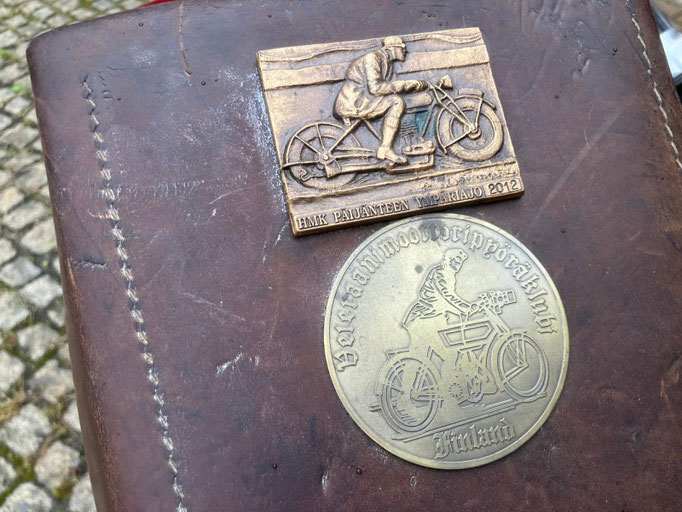 HMK PÄIJÄNTEEN YMPÄRIAJO 2012
Veteraanimoottoripyöräklubi
Finland